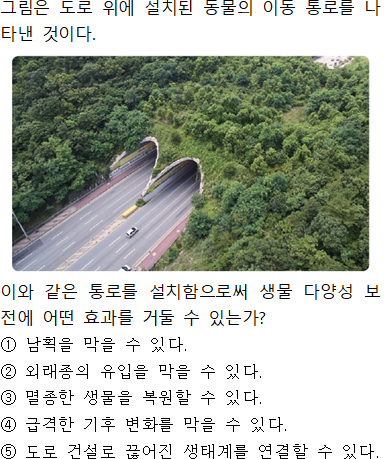 그림은 도로 위에 설치된 동물의 이동 통로를 나
타낸 것이다.
이와 같은 통로를 설치함으로써 생물 다양성 보
전에 어떤 효과를 거둘 수 있는가?
① 남획을 막을 수 있다.
② 외래종의 유입을 막을 수 있다.
③ 멸종한 생물을 복원할 수 있다.
④ 급격한 기후 변화를 막을 수 있다.
⑤ 도로 건설로 끊어진 생태계를 연결할 수 있다.